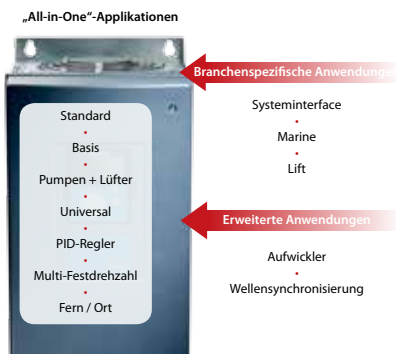 „All-in-One“-Applikationen
Standard
•
Basis
•
Pumpen + Lüfter
•
Universal
•
PID-Regler
•
Multi-Festdrehzahl
•
Fern / Ort
Branchenspezifische Anwendungen
Systeminterface
•
Marine
•
Lift
Erweiterte Anwendungen
Aufwickler
•
Wellensynchronisierung